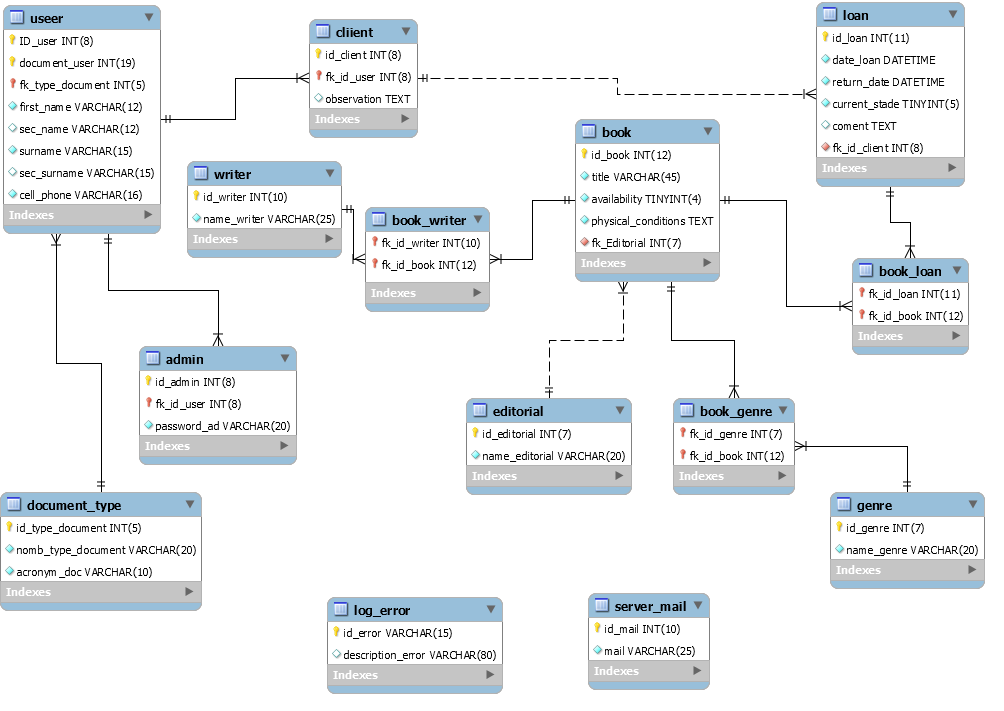 useer
ID_user INT(8)
document_user INT(19)
fk_type_document INT(5)
first_name VARCHAR(12)
sec_name VARCHAR(12)
surname VARCHAR(15)
sec_surname VARCHAR(15)
cell_phone VARCHAR(16)
Indexes
cliient
id_client INT(8)
fk_id_user INT(8)
observation TEXT
Indexes
loan
id_loan INT(11)
date_loan DATETIME
return_date DATETIME
current_stade TINYINT(5)
coment TEXT
fk_id_client INT(8)
Indexes
writer
id_writer INT(10)
name_writer VARCHAR(25)
Indexes
book_writer
fk_id_writer INT(10)
fk_id_book INT(12)
Indexes
book
id_book INT(12)
title VARCHAR(45)
availability TINYINT(4)
physical_conditions TEXT
fk_Editorial INT(7)
Indexes
book_loan
fk_id_loan INT(11)
fk_id_book INT(12)
Indexes
admin
id_admin INT(8)
fk_id_user INT(8)
password_ad VARCHAR(20)
Indexes
editorial
id_editorial INT(7)
name_editorial VARCHAR(20)
Indexes
book_genre
fk_id_genre INT(7)
fk_id_book INT(12)
Indexes
document_type
id_type_document INT(5)
nomb_type_document VARCHAR(20)
acronym_doc VARCHAR(10)
Indexes
genre
id_genre INT(7)
name_genre VARCHAR(20)
Indexes
log_error
id_error VARCHAR(15)
description_error VARCHAR(80)
Indexes
server_mail
id_mail INT(10)
mail VARCHAR(25)
Indexes